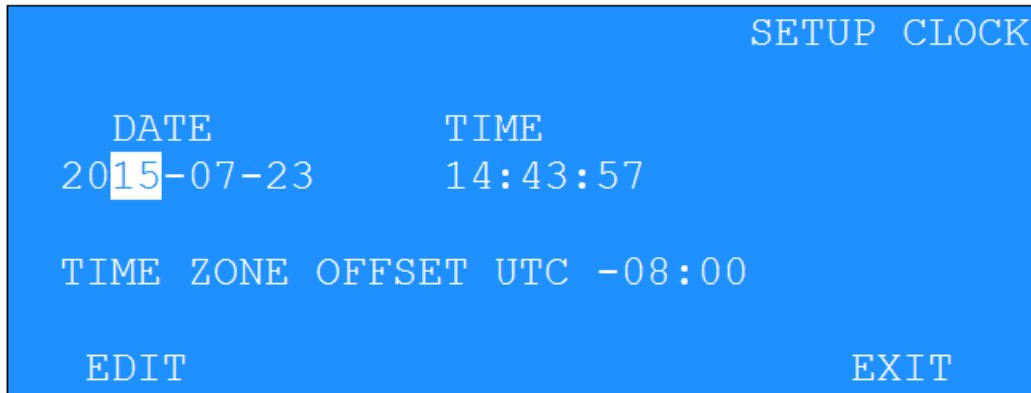 SETUP CLOCK
DATE TIME
2015-07-23 14:43:57
TIME ZONE OFFSET UTC -08:00
EDIT EXIT